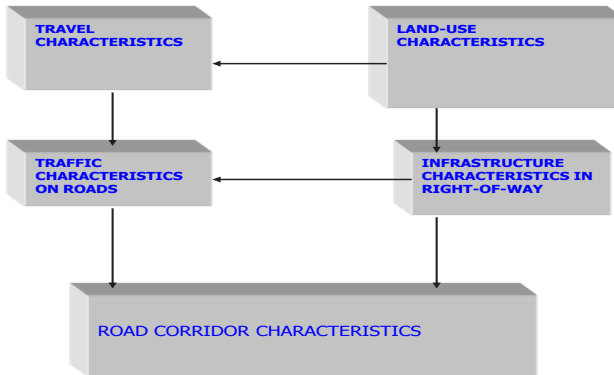 TRAVEL
CHARACTERISTICS
LAND-USE
CHARACTERISTICS
TRAFFIC
CHARACTERISTICS
ON ROADS
INFRASTRUCTURE
CHARACTERISTICS IN
RIGHT-OF-WAY
ROAD CORRIDOR CHARACTERISTICS